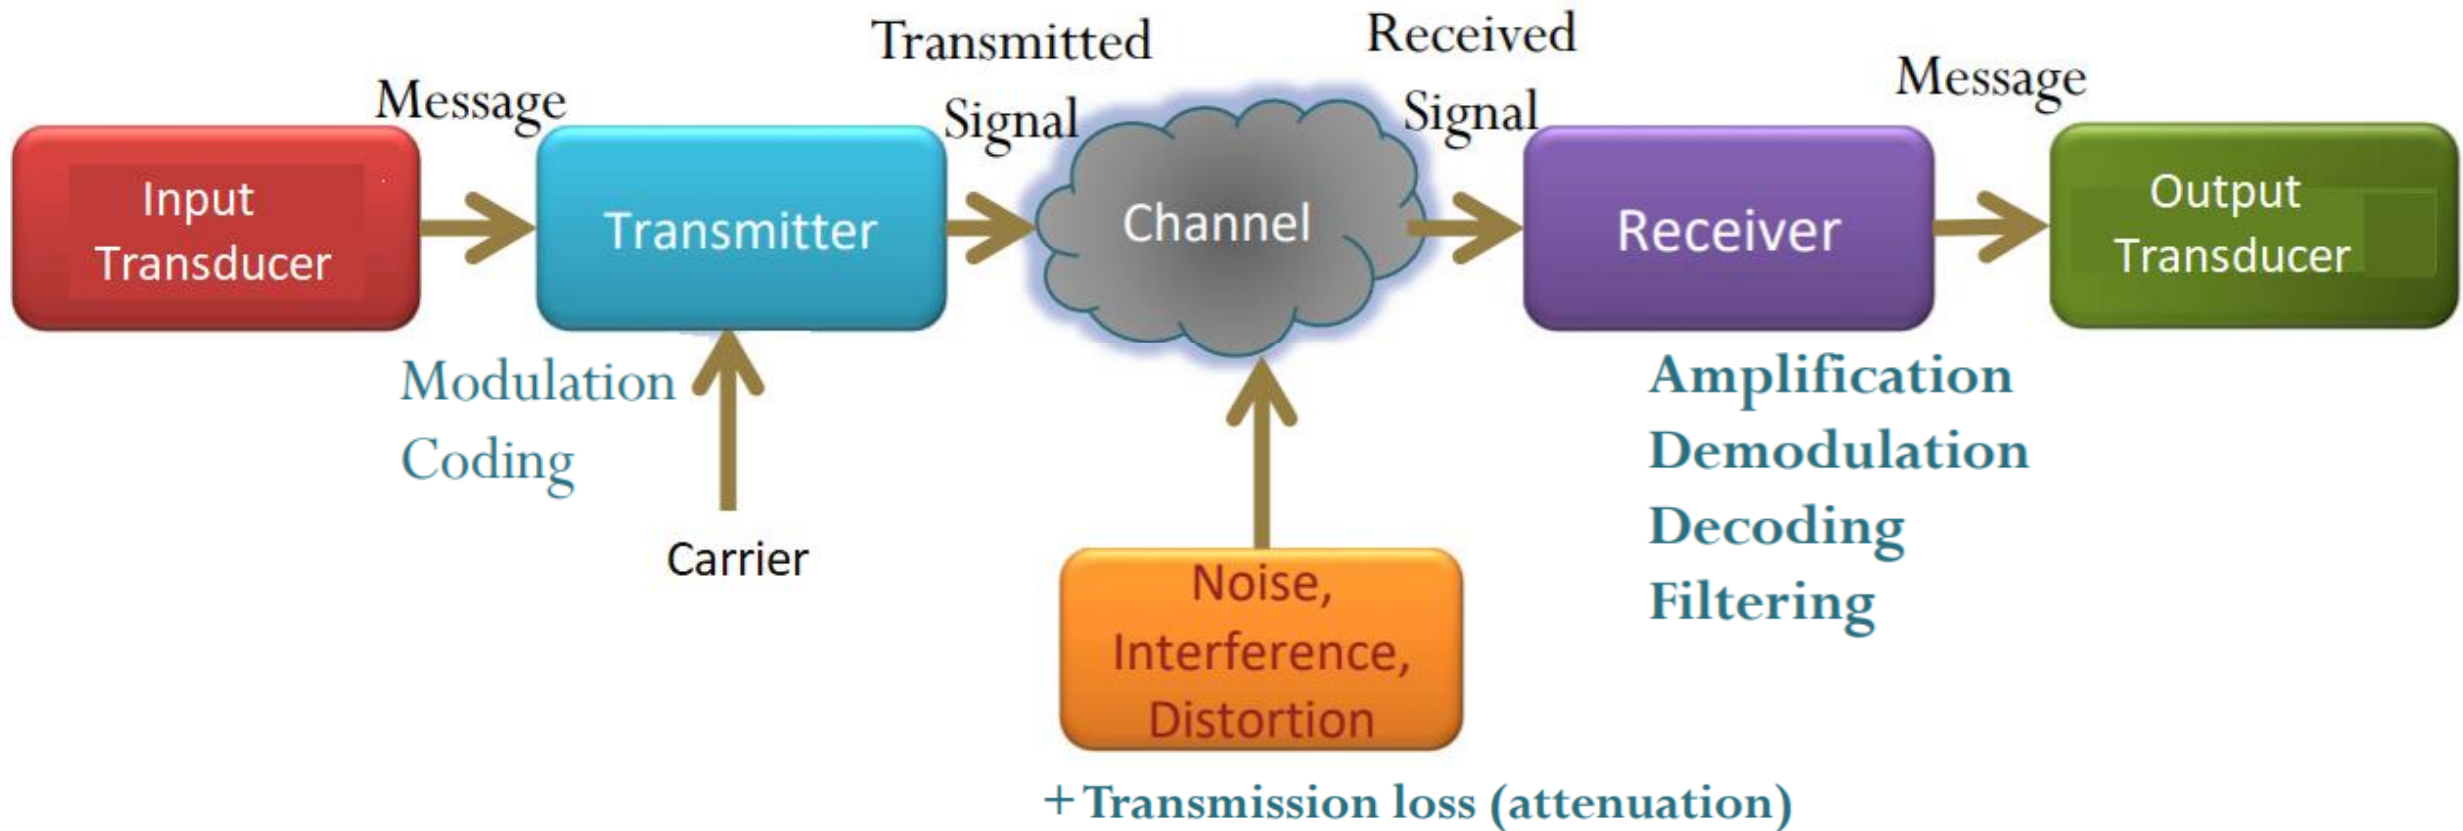 Message
Transmitted
Signal
Received
Signal
Message
Input
Transducer
Transmitter
Channel
Receiver
Output
Transducer
Modulation
Coding
Carrier
Noise,
Interference,
Distortion
+Transmission loss (attenuation)
Amplification
Demodulation
Decoding
Filtering